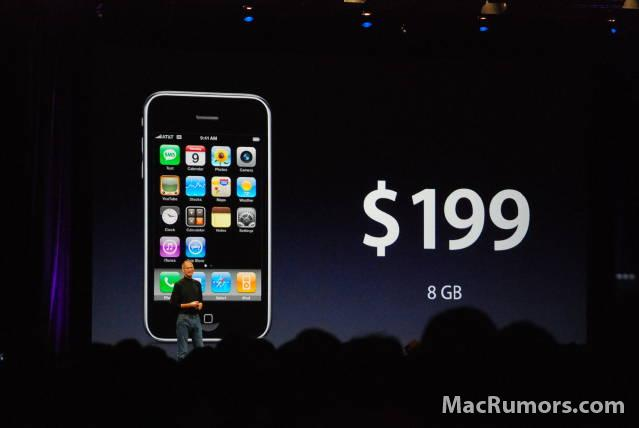 AT&T 9:41 AM
9
Text Calendar Photos Camera
YouTube Stocks Maps Weather
Clock Calculator Notes Settings
iTunes App Store
$199
8 GB
MacRumors.com